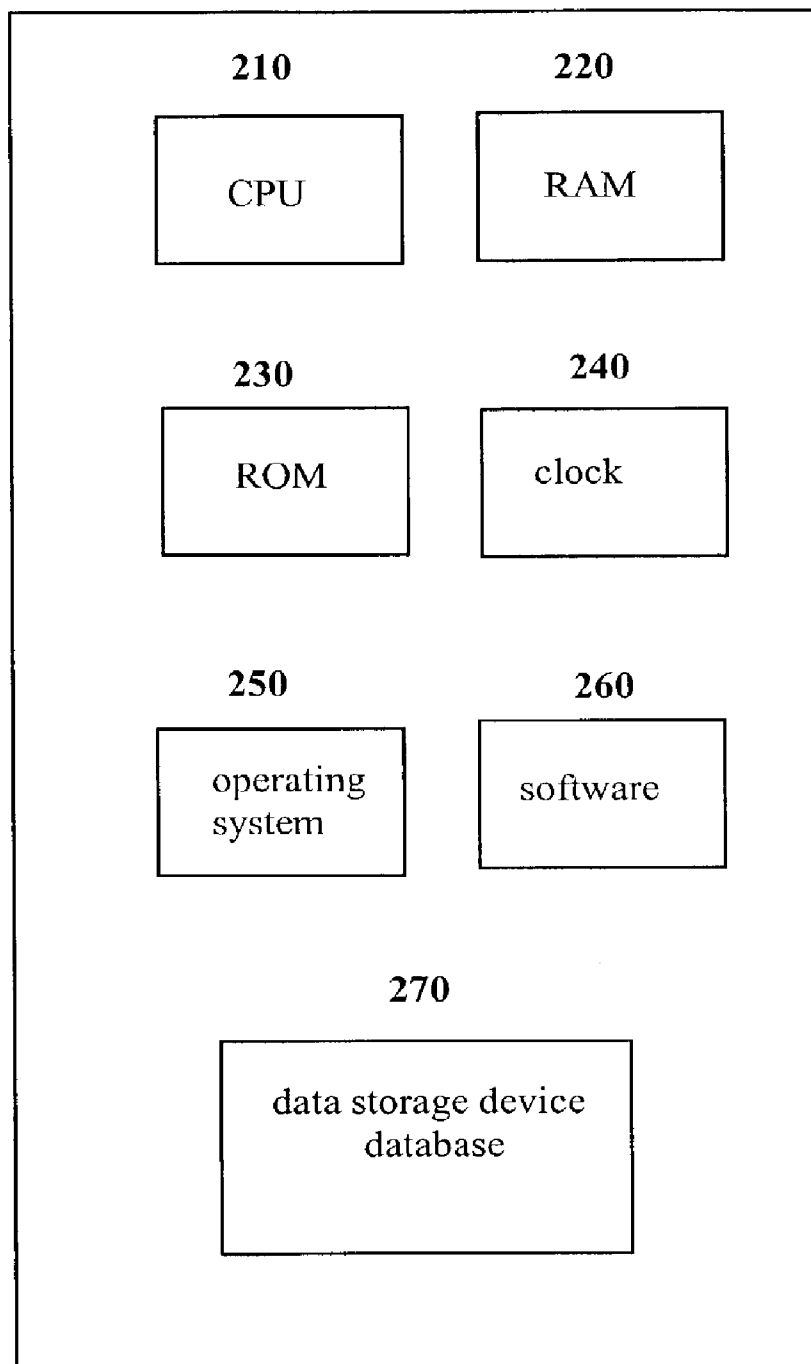 210 220
CPU RAM
230 240
ROM clock
250 260
operating
system
software
270
data storage device
database